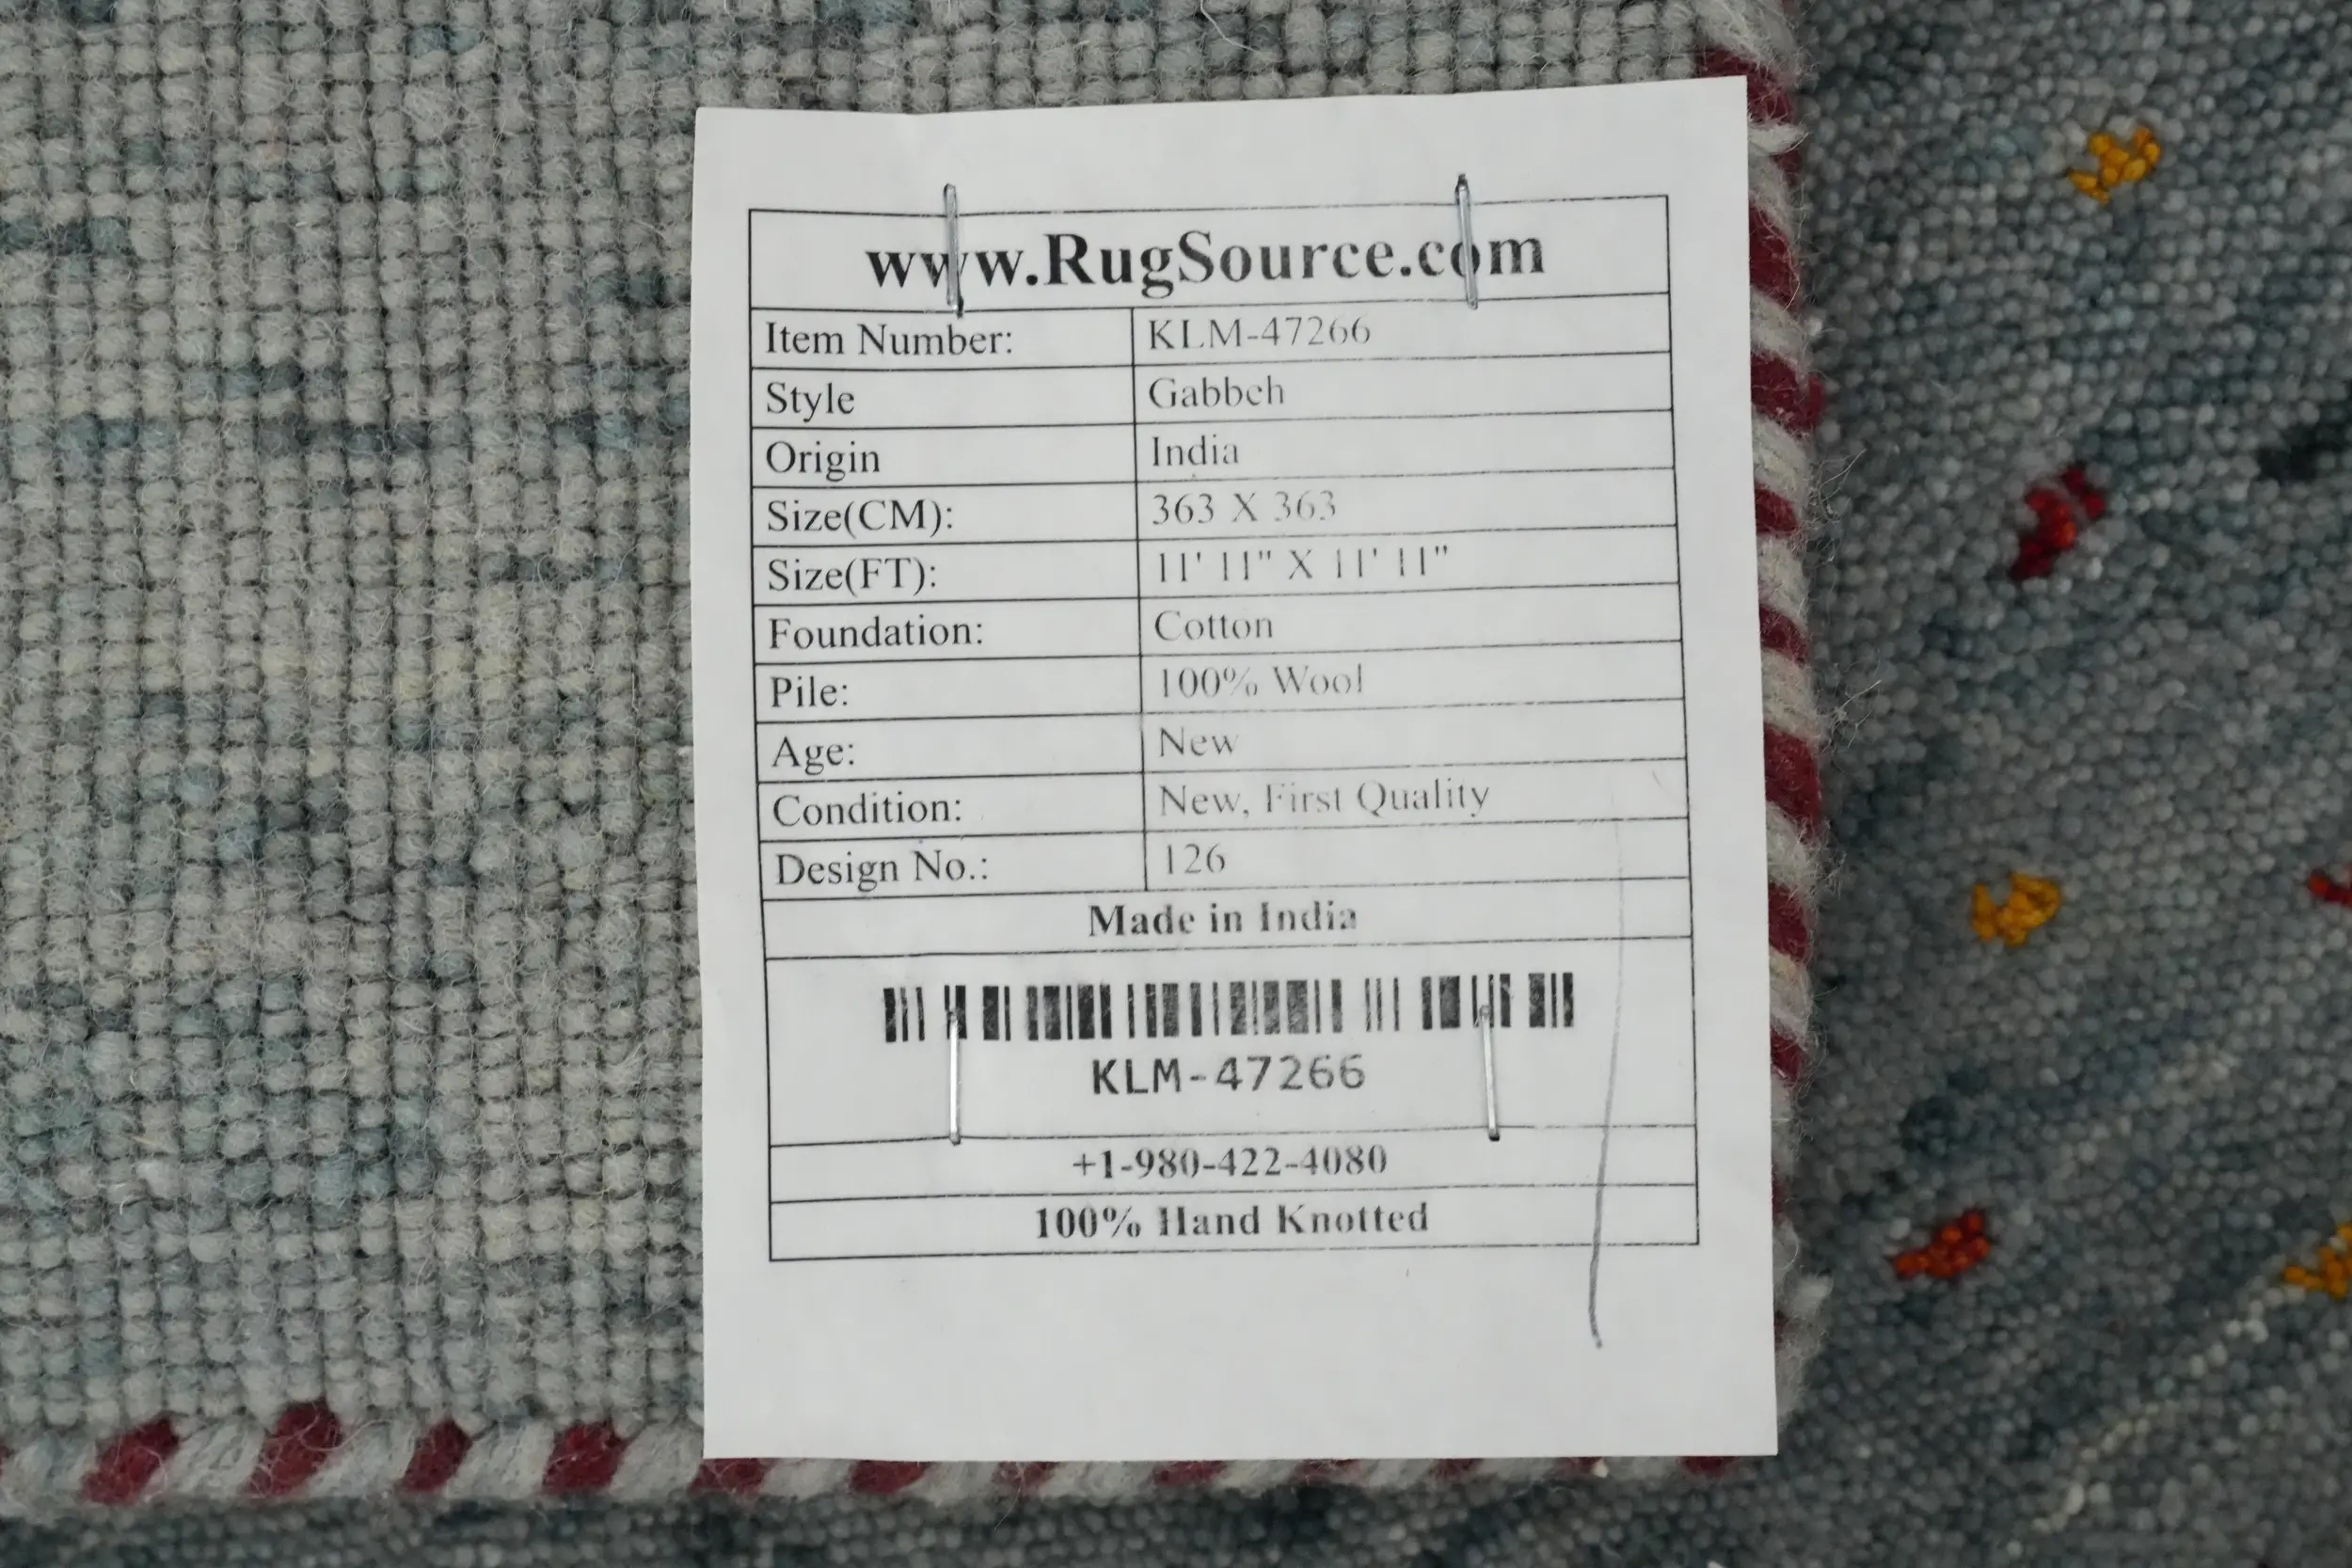 www.RugSource.com
Item Number: KLM-47266
Style Gabbeh
Origin India
Size(CM): 363 X 363
Size(FT): 11' 11" X 11' 11"
Foundation: Cotton
Pile: 100% Wool
Age: New
Condition: New, First Quality
Design No.: 126
Made in India
KLM-47266
+1-980-422-4080
100% Hand Knotted